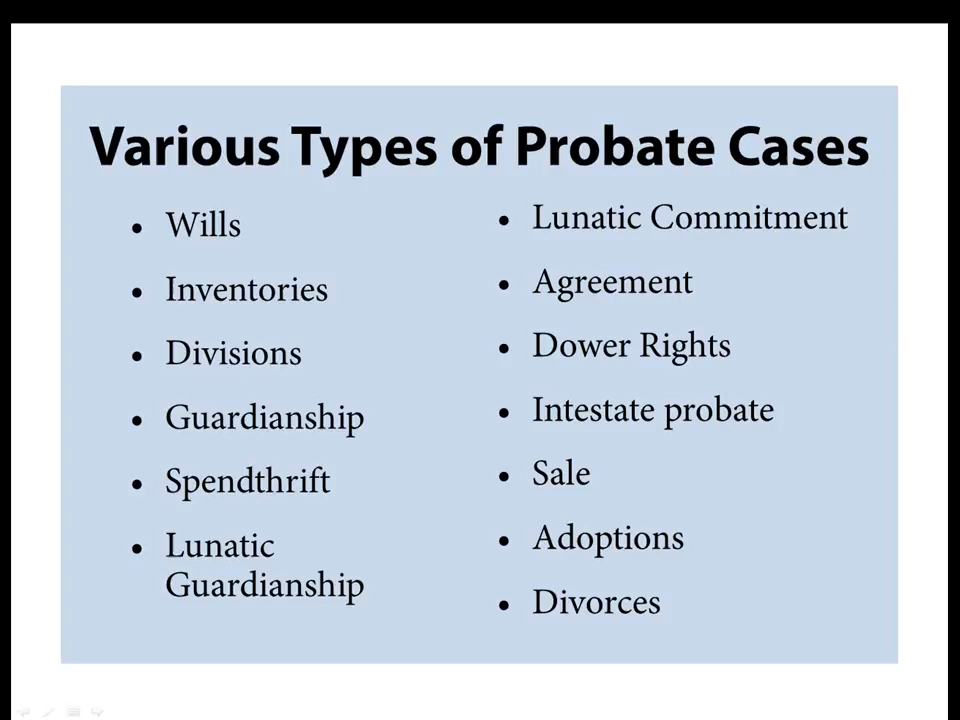 Various Types of Probate Cases
• Wills
• Inventories
• Divisions
• Guardianship
• Spendthrift
• Lunatic
Guardianship
• Lunatic Commitment
• Agreement
• Dower Rights
• Intestate probate
• Sale
• Adoptions
• Divorces